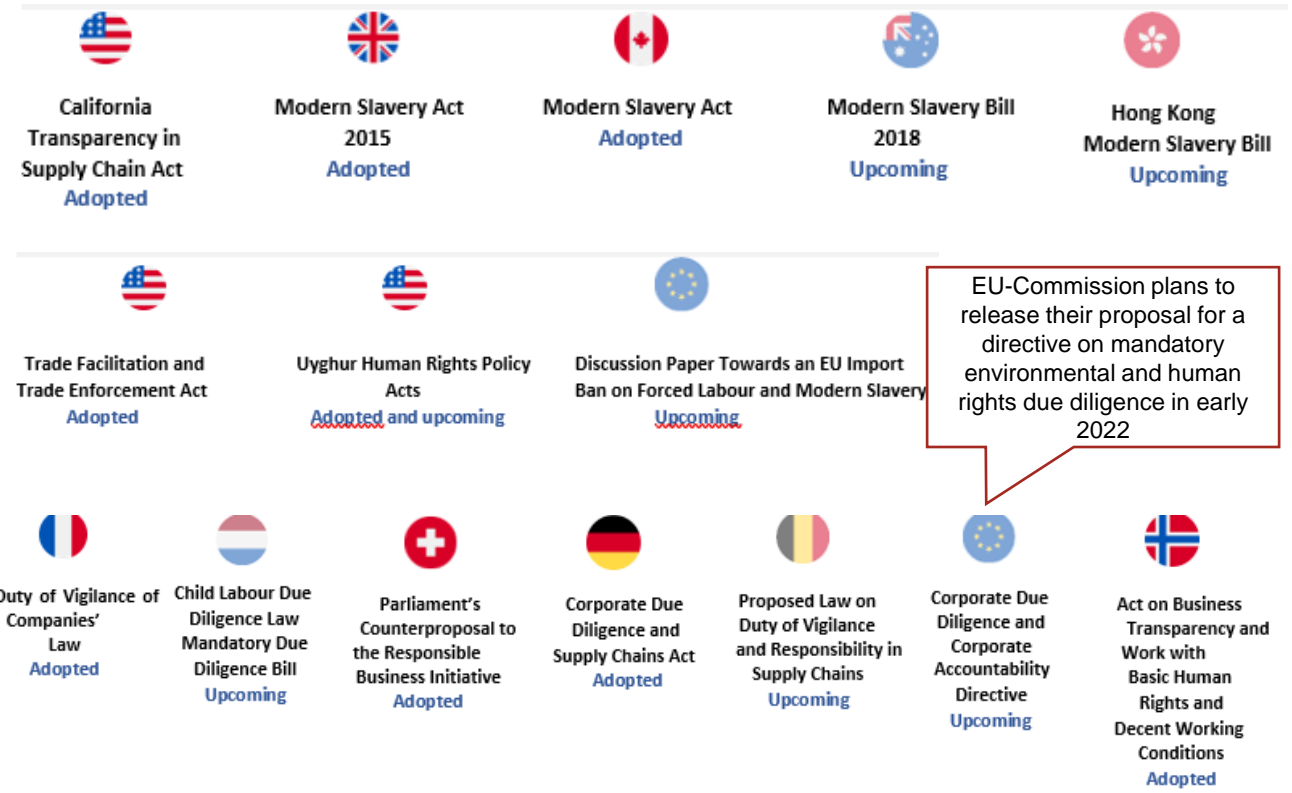 California
Transparency in
Supply Chain Act
Adopted
Modern Slavery Act
2015
Adopted
Modern Slavery Act
Adopted
Modern Slavery Bill
2018
Upcoming
Hong Kong
Modern Slavery Bill
Upcoming
Trade Facilitation and
Trade Enforcement Act
Adopted
Uyghur Human Rights Policy
Acts
Adopted and upcoming
Discussion Paper Towards an EU Import
Ban on Forced Labour and Modern Slavery
Upcoming
EU-Commission plans to
release their proposal for a
directive on mandatory
environmental and human
rights due diligence in early
2022
Duty of Vigilance of
Companies'
Law
Adopted
Child Labour Due
Diligence Law
Mandatory Due
Diligence Bill
Upcoming
Parliament's
Counterproposal to
the Responsible
Business Initiative
Adopted
Corporate Due
Diligence and
Supply Chains Act
Adopted
Proposed Law on
Duty of Vigilance
and Responsibility in
Supply Chains
Upcoming
Corporate Due
Diligence and
Corporate
Accountability
Directive
Upcoming
Act on Business
Transparency and
Work with
Basic Human
Rights and
Decent Working
Conditions
Adopted